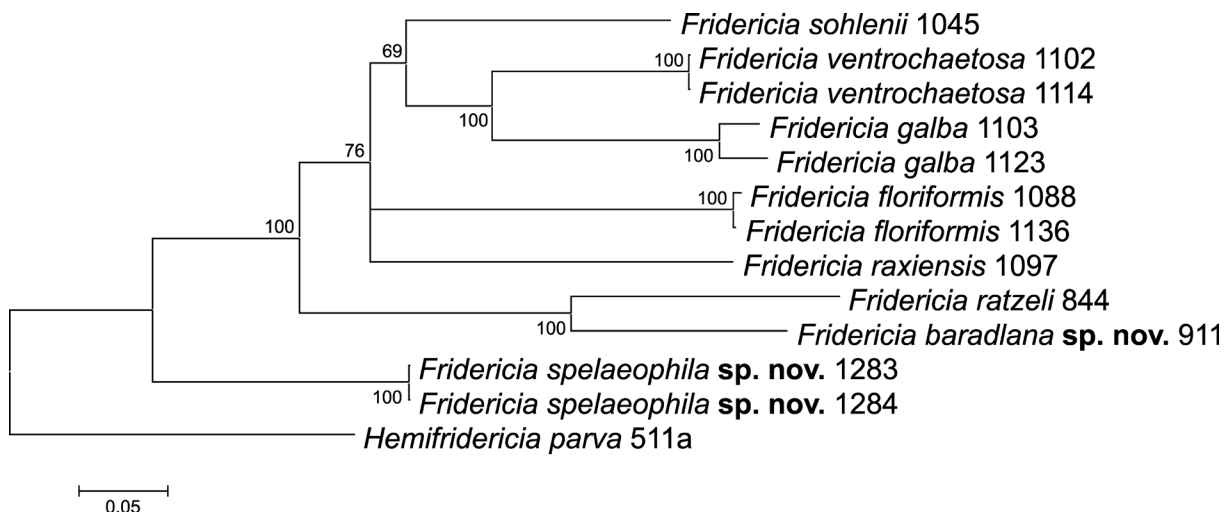 Fridericia sohlenii 1045
69
100
Fridericia ventrochaetosa 1102
Fridericia ventrochaetosa 1114
100
Fridericia galba 1103
76
100
Fridericia galba 1123
100
Fridericia floriformis 1088
100
Fridericia floriformis 1136
Fridericia raxiensis 1097
Fridericia ratzeli 844
100
Fridericia baradlana sp. nov. 911
Fridericia spelaeophila sp. nov. 1283
100
Fridericia spelaeophila sp. nov. 1284
Hemifridericia parva 511a
0.05